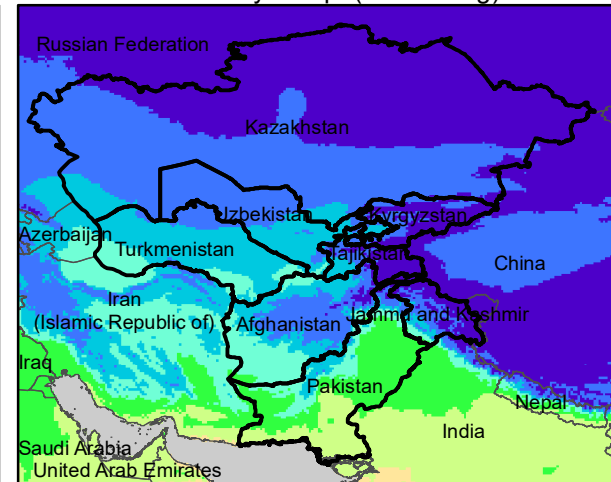 Russian Federation
Kazakhstan
Uzbekistan
Kyrgyzstan
Azerbaijan
Turkmenistan
Tajikistan
China
Iran
(Islamic Republic of)
Afghanistan
Jammu and Kashmir
Iraq
Pakistan
Nepal
India
Saudi Arabia
United Arab Emirates